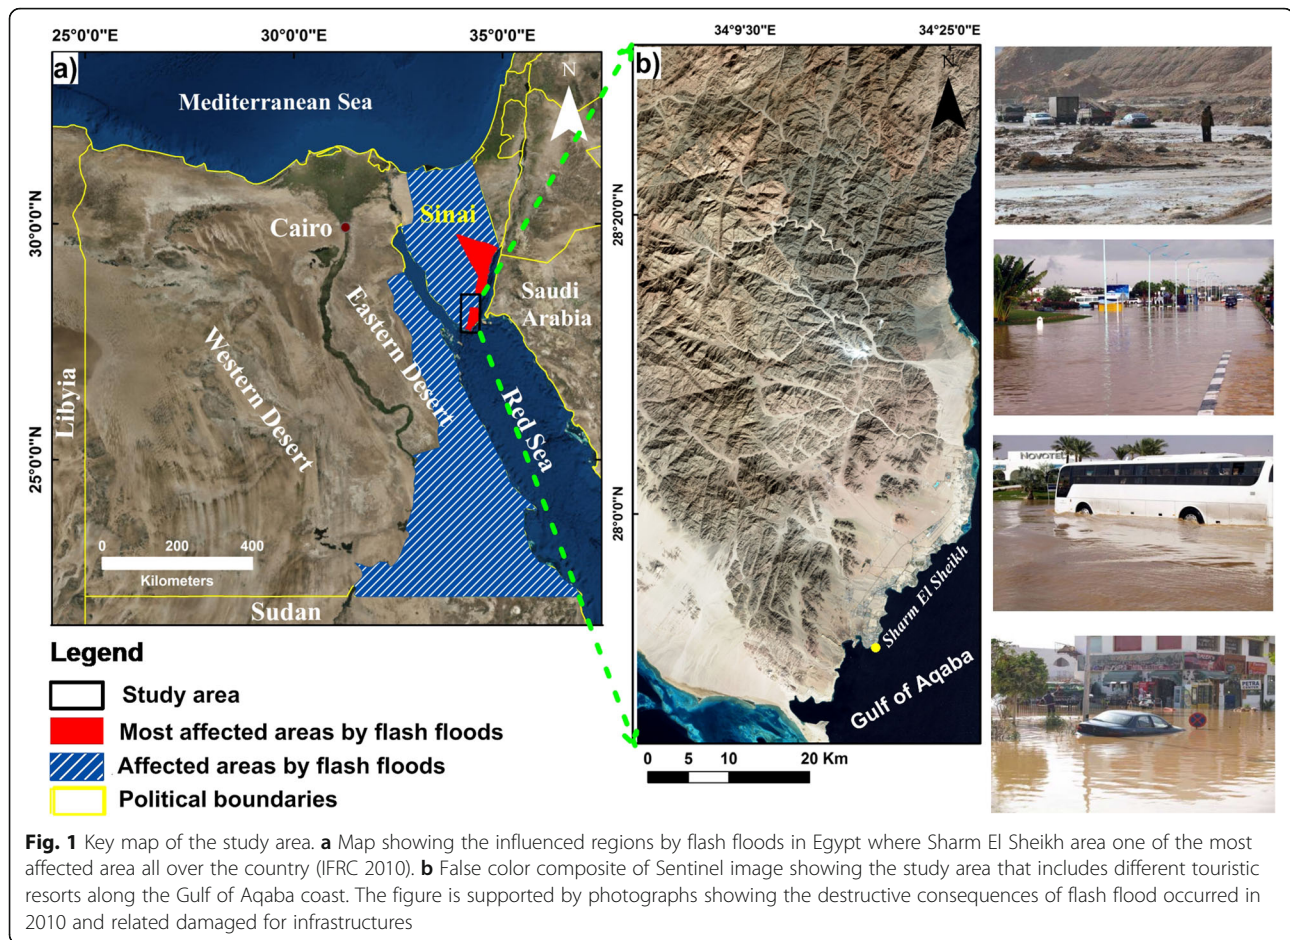 25°0'0"E
30°0'0"E
35°0'0"E
34°9'30"E
34°25'0"E
a)
N
Mediterranean Sea
30°0'0"N
25°0'0"N
Sinai
Cairo
Saudi
Arabia
Eastern Desert
Western Desert
Libyia
Red Sea
0 200 400
Kilometers
Sudan
b)
N
28°20'0"N
28°0'0"N
Sharm El Sheikh
Gulf of Aqaba
0 5 10 20 Km
NOVOTEL
PETRA
Legend
Study area
Most affected areas by flash floods
Affected areas by flash floods
Political boundaries
Fig. 1 Key map of the study area. a Map showing the influenced regions by flash floods in Egypt where Sharm El Sheikh area one of the most
affected area all over the country (IFRC 2010). b False color composite of Sentinel image showing the study area that includes different touristic
resorts along the Gulf of Aqaba coast. The figure is supported by photographs showing the destructive consequences of flash flood occurred in
2010 and related damaged for infrastructures